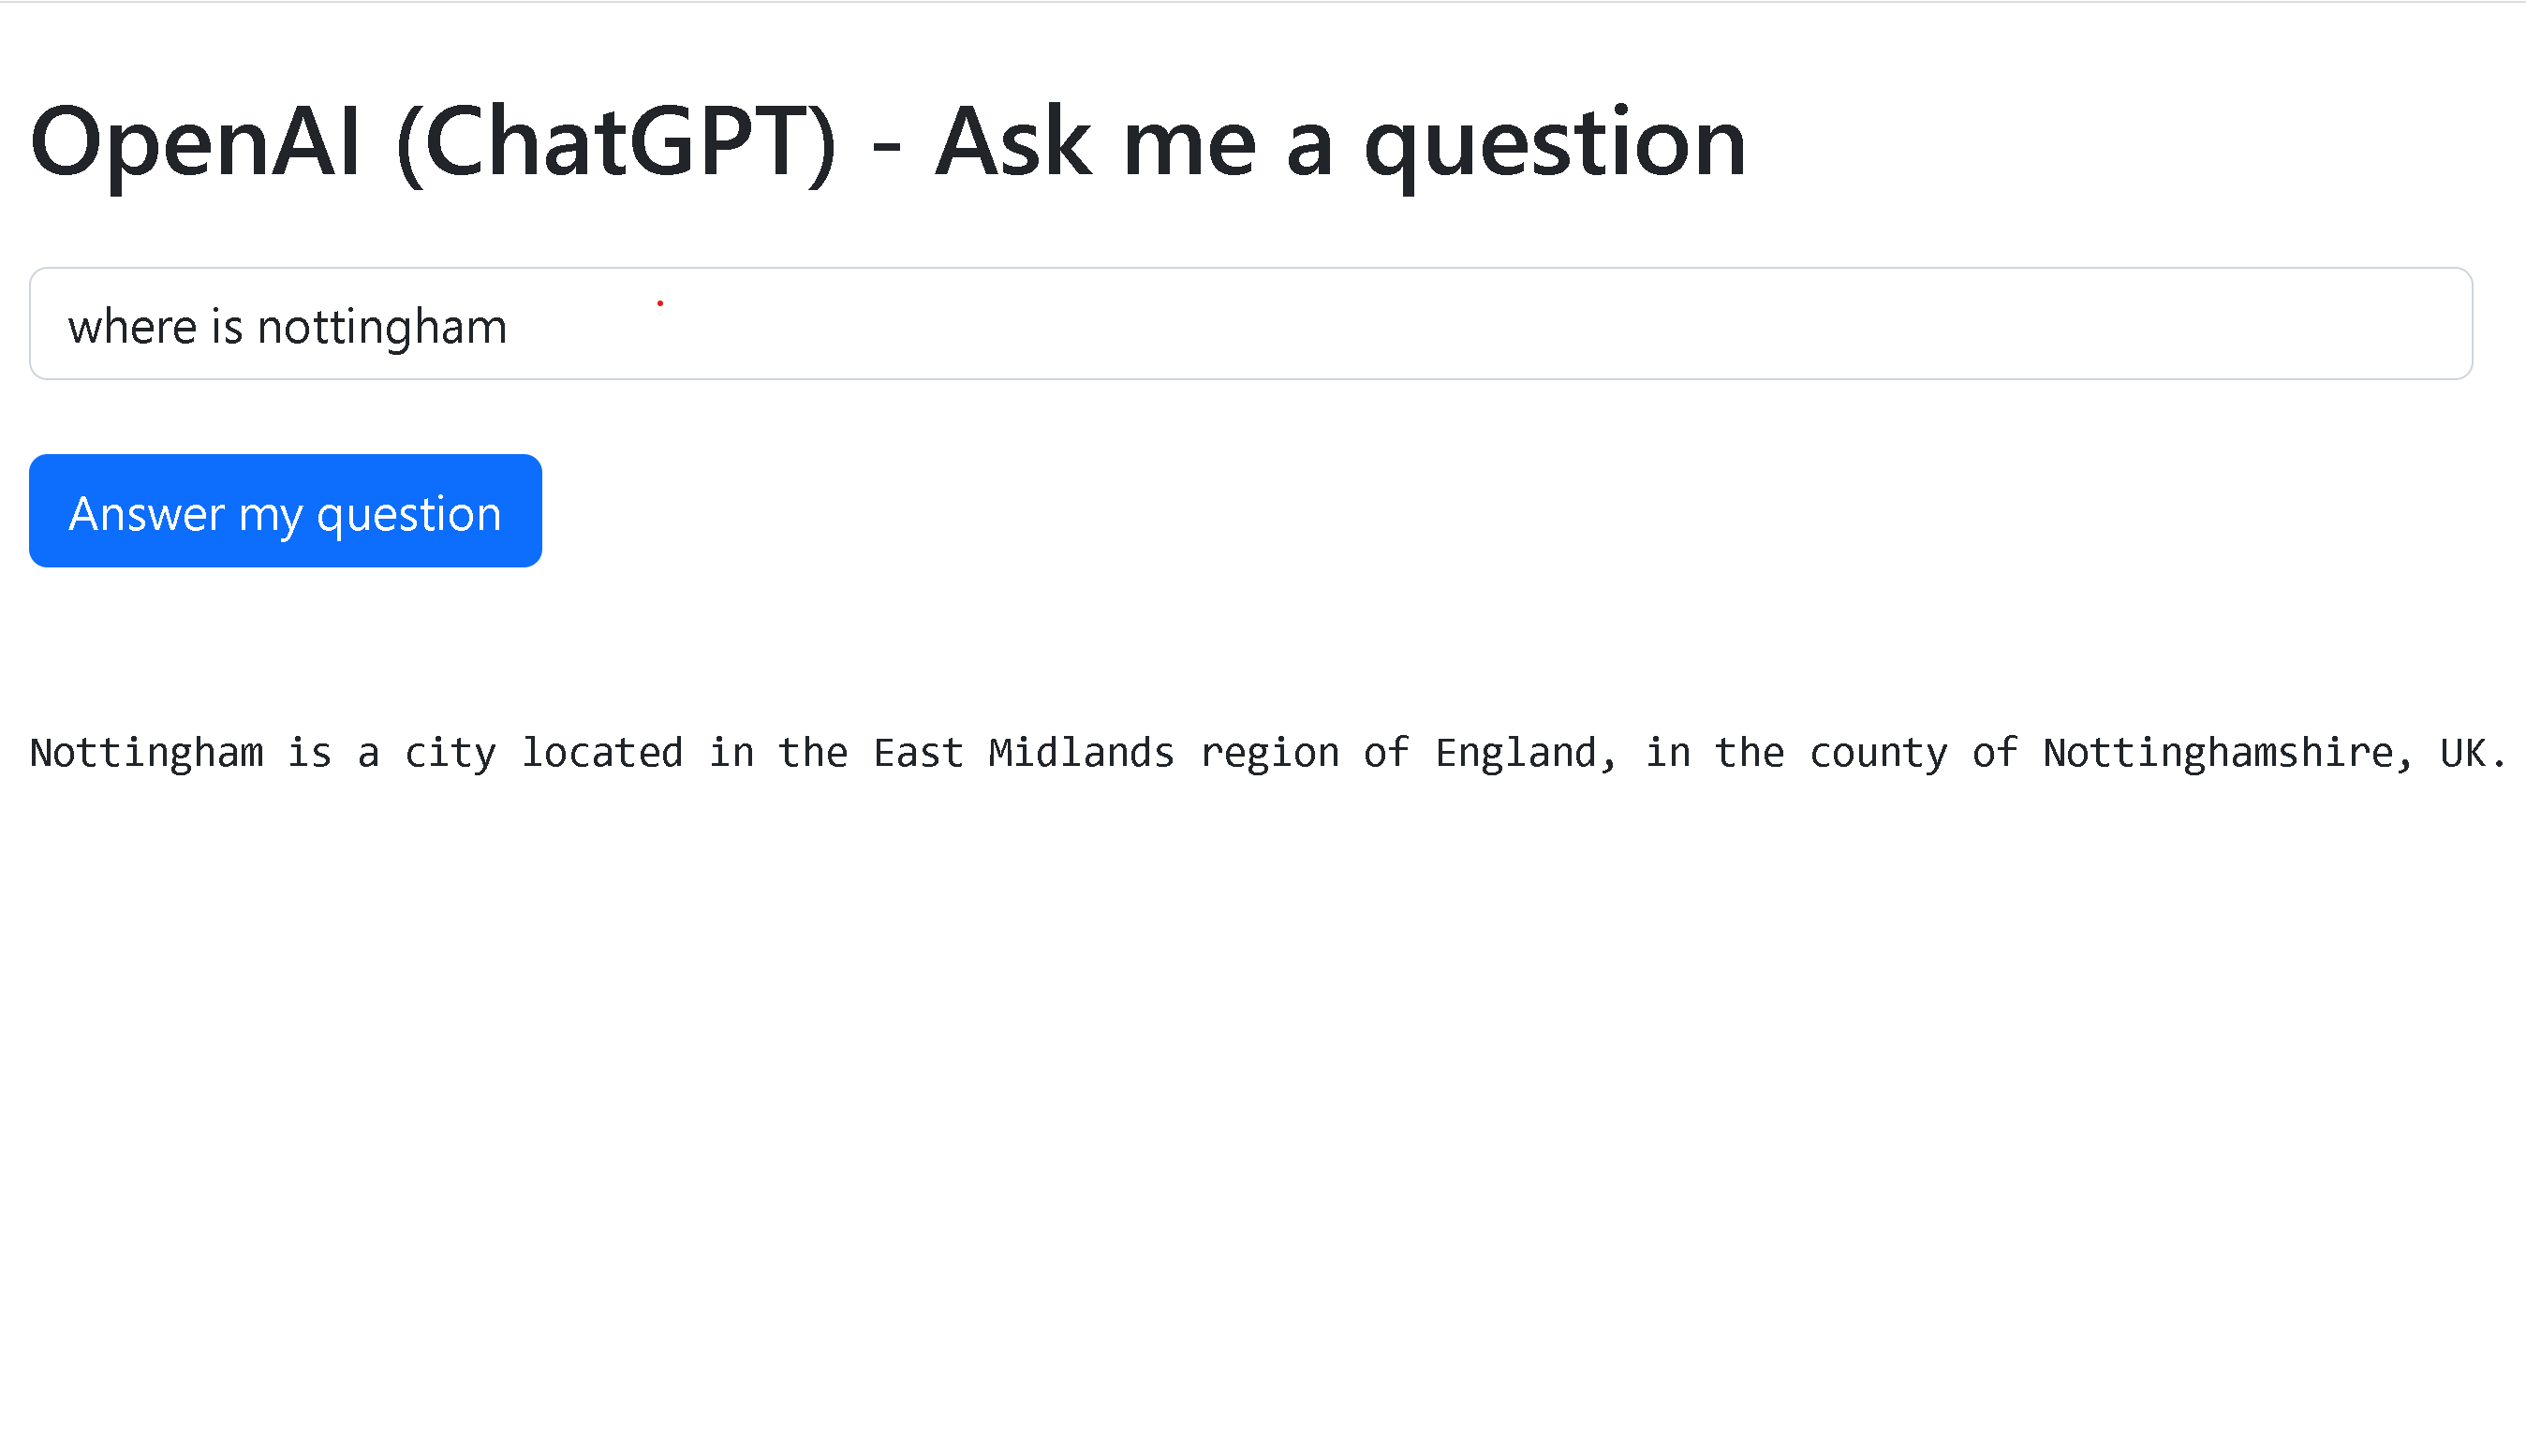 OpenAI (ChatGPT) - Ask me a question
where is nottingham
Answer my question
Nottingham is a city located in the East Midlands region of England, in the county of Nottinghamshire, UK.